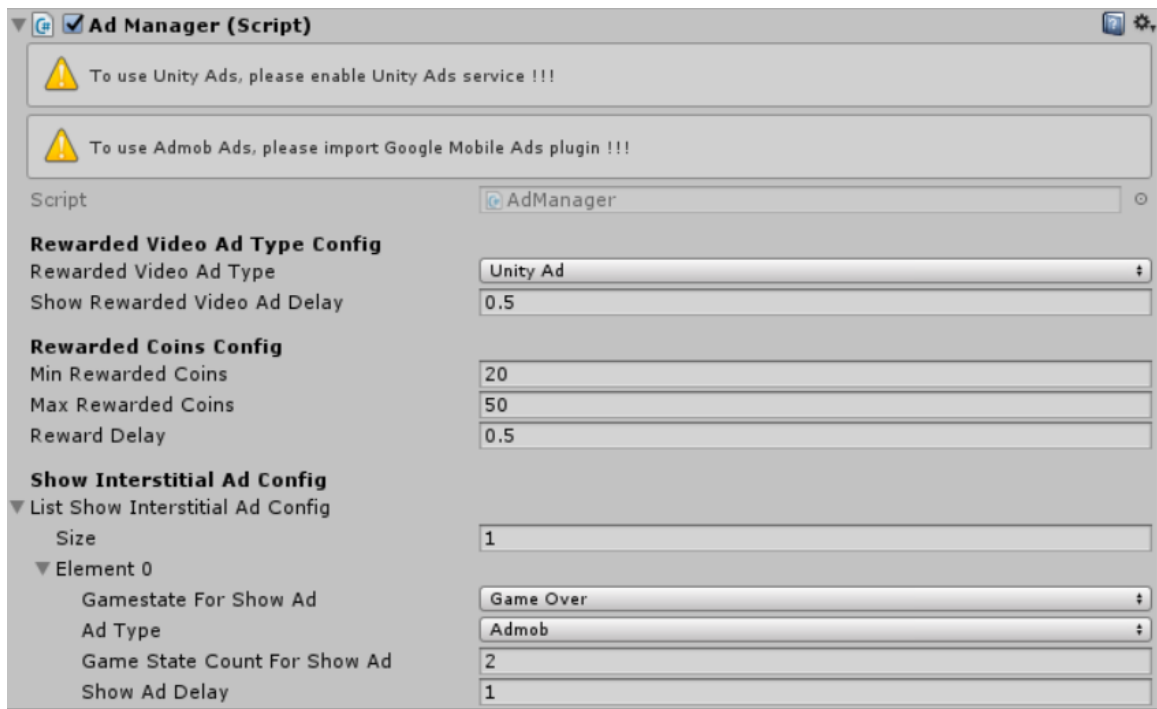 Ad Manager (Script)
To use Unity Ads, please enable Unity Ads service !!!
To use Admob Ads, please import Google Mobile Ads plugin !!!
Script AdManager
Rewarded Video Ad Type Config
Rewarded Video Ad Type Unity Ad
Show Rewarded Video Ad Delay 0.5
Rewarded Coins Config
Min Rewarded Coins 20
Max Rewarded Coins 50
Reward Delay 0.5
Show Interstitial Ad Config
List Show Interstitial Ad Config
Size 1
Element 0
Gamestate For Show Ad Game Over
Ad Type Admob
Game State Count For Show Ad 2
Show Ad Delay 1